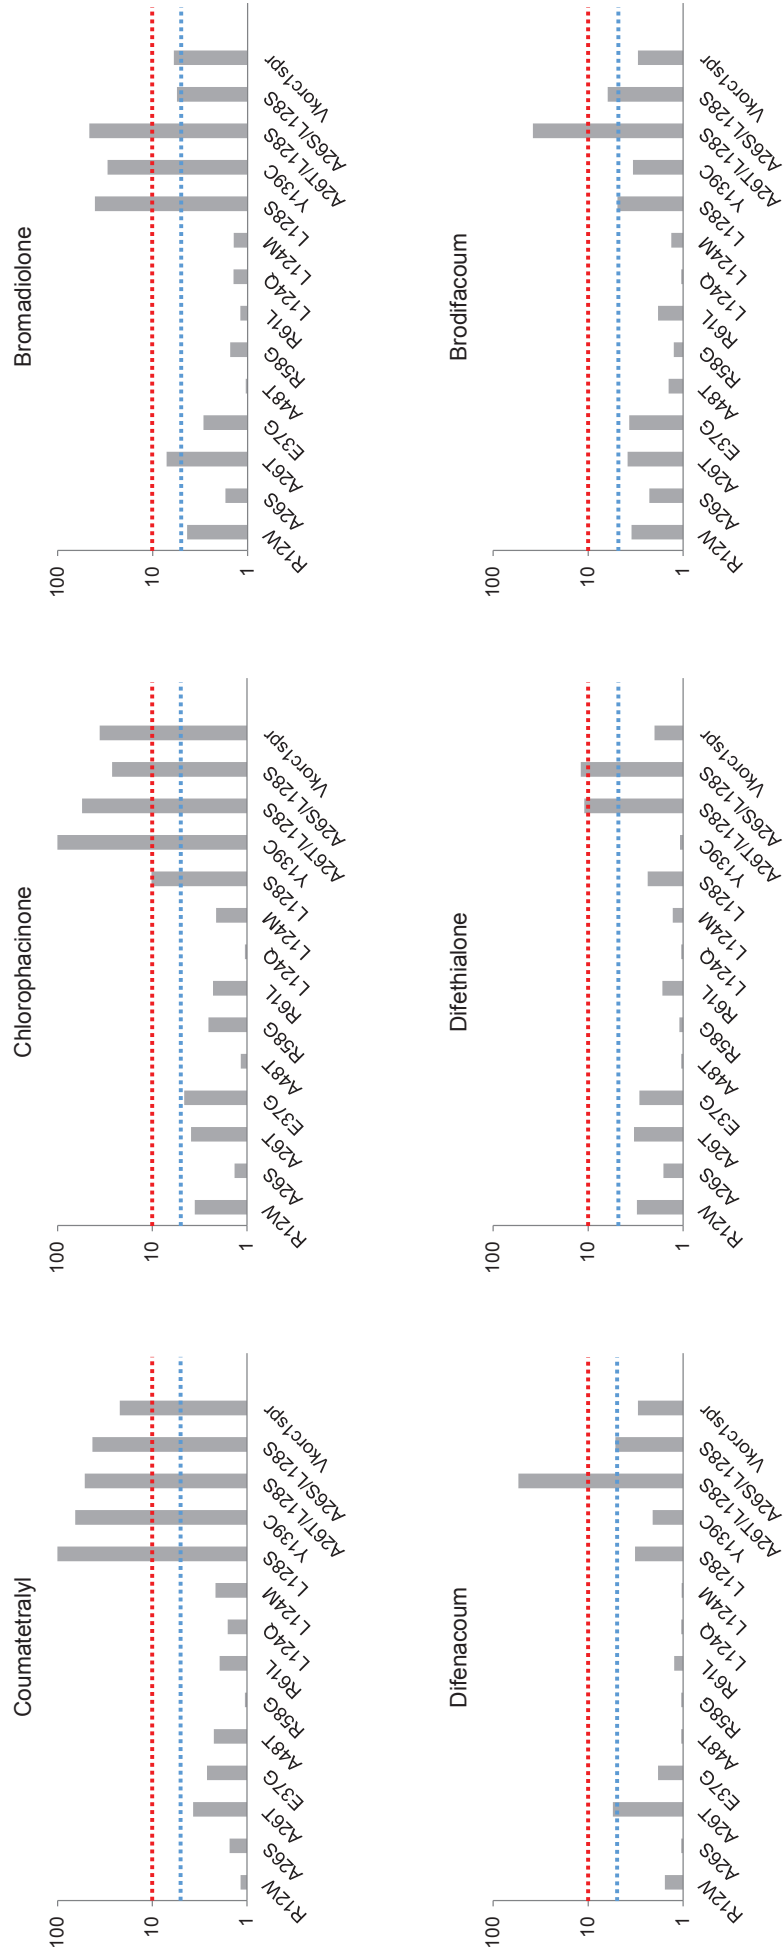 Coumatetralyl
100
10
1
R12W
A26S
A26T
E37G
A48T
R58G
R61L
L124Q
L124M
L128S
Y139C
A26T/L128S
A26S/L128S
Vkorc1spr
Chlorophacinone
100
10
1
R12W
A26S
A26T
E37G
A48T
R58G
R61L
L124Q
L124M
L128S
Y139C
A26T/L128S
A26S/L128S
Vkorc1spr
Bromadiolone
100
10
1
R12W
A26S
A26T
E37G
A48T
R58G
R61L
L124Q
L124M
L128S
Y139C
A26T/L128S
A26S/L128S
Vkorc1spr
Difenacoum
100
10
1
R12W
A26S
A26T
E37G
A48T
R58G
R61L
L124Q
L124M
L128S
Y139C
A26T/L128S
A26S/L128S
Vkorc1spr
Difethialone
100
10
1
R12W
A26S
A26T
E37G
A48T
R58G
R61L
L124Q
L124M
L128S
Y139C
A26T/L128S
A26S/L128S
Vkorc1spr
Brodifacoum
100
10
1
R12W
A26S
A26T
E37G
A48T
R58G
R61L
L124Q
L124M
L128S
Y139C
A26T/L128S
A26S/L128S
Vkorc1spr